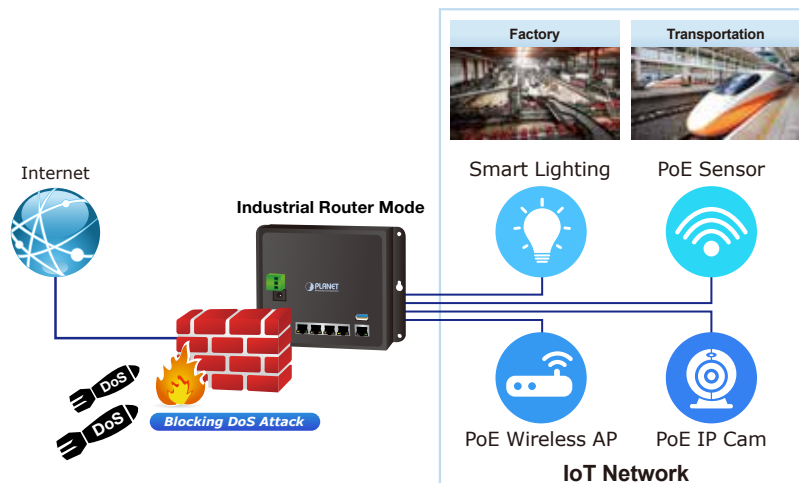 Factory
Transportation
Smart Lighting
PoE Sensor
Internet
Industrial Router Mode
PLANET
DoS
DoS
Blocking DoS Attack
PoE Wireless AP
PoE IP Cam
IoT Network